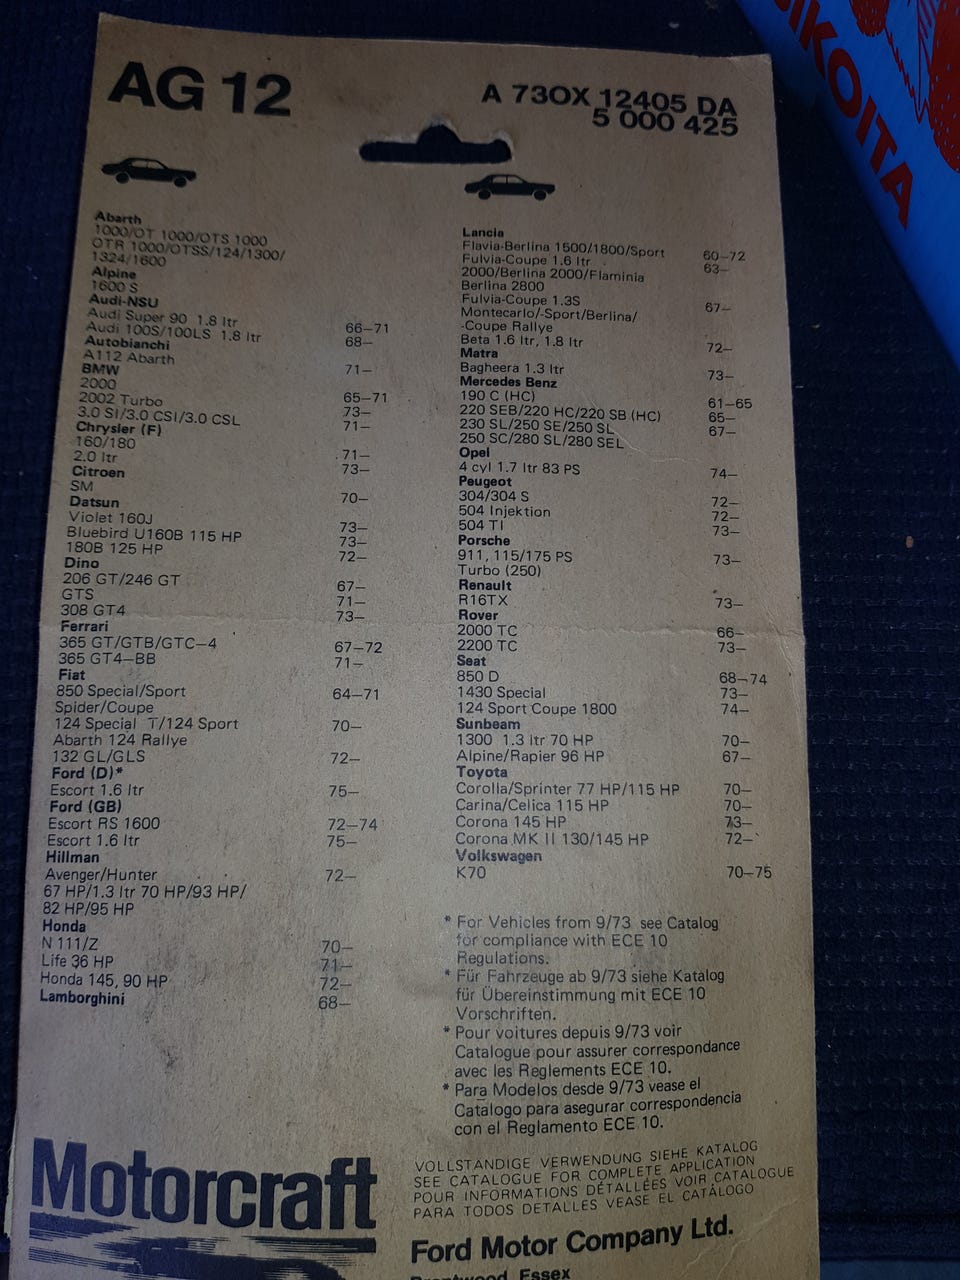 AG 12
A 73OX 12405 DA
5 000 425
Abarth
1000/OT 1000/OTS 1000
OTR 1000/OTSS/124/1300/
1324/1600
Alpine
1600 S
Audi-NSU
Audi Super 90 1.8 ltr 66–71
Audi 100S/100LS 1.8 ltr 68–
Autobianchi
A112 Abarth 71–
BMW
2000 65–71
2002 Turbo 73–
3.0 SI/3.0 CSI/3.0 CSL 71–
Chrysler (F)
160/180 71–
2.0 ltr 73–
Citroen
SM 70–
Datsun
Violet 160J 73–
Bluebird U160B 115 HP 73–
180B 125 HP 72–
Dino
206 GT/246 GT 67–
GTS 71–
308 GT4 73–
Ferrari
365 GT/GTB/GTC–4 67–72
365 GT4–BB 71–
Fiat
850 Special/Sport 64–71
Spider/Coupe
124 Special T/124 Sport 70–
Abarth 124 Rallye
132 GL/GLS 72–
Ford (D)*
Escort 1.6 ltr 75–
Ford (GB)
Escort RS 1600 72–74
Escort 1.6 ltr 75–
Hillman
Avenger/Hunter 72–
67 HP/1.3 ltr 70 HP/93 HP/
82 HP/95 HP
Honda
N 111/Z 70–
Life 36 HP 71–
Honda 145, 90 HP 72–
Lamborghini 68–
Lancia
Flavia-Berlina 1500/1800/Sport 60–72
Fulvia-Coupe 1.6 ltr 63–
2000/Berlina 2000/Flaminia
Berlina 2800
Fulvia-Coupe 1.3S 67–
Montecarlo/-Sport/Berlina/
-Coupe Rallye
Beta 1.6 ltr, 1.8 ltr 72–
Matra
Bagheera 1.3 ltr 73–
Mercedes Benz
190 C (HC) 61–65
220 SEB/220 HC/220 SB (HC) 65–
230 SL/250 SE/250 SL 67–
250 SC/280 SL/280 SEL
Opel
4 cyl 1.7 ltr 83 PS 74–
Peugeot
304/304 S 72–
504 Injektion 72–
504 TI 73–
Porsche
911, 115/175 PS 73–
Turbo (250)
Renault
R16TX 73–
Rover
2000 TC 66–
2200 TC 73–
Seat
850 D 68–74
1430 Special 73–
124 Sport Coupe 1800 74–
Sunbeam
1300 1.3 ltr 70 HP 70–
Alpine/Rapier 96 HP 67–
Toyota
Corolla/Sprinter 77 HP/115 HP 70–
Carina/Celica 115 HP 70–
Corona 145 HP 73–
Corona MK II 130/145 HP 72–
Volkswagen
K70 70–75
* For Vehicles from 9/73 see Catalog
for compliance with ECE 10
Regulations.
* Für Fahrzeuge ab 9/73 siehe Katalog
für Übereinstimmung mit ECE 10
Vorschriften.
* Pour voitures depuis 9/73 voir
Catalogue pour assurer correspondance
avec les Reglements ECE 10.
* Para Modelos desde 9/73 vease el
Catálogo para asegurar correspondencia
con el Reglamento ECE 10.
Motorcraft
VOLLSTÄNDIGE VERWENDUNG SIEHE KATALOG
SEE CATALOGUE FOR COMPLETE APPLICATION
POUR INFORMATIONS DÉTAILLÉES VOIR CATALOGUE
PARA TODOS DETALLES VEASE EL CATÁLOGO
Ford Motor Company Ltd.
Brentwood, Essex